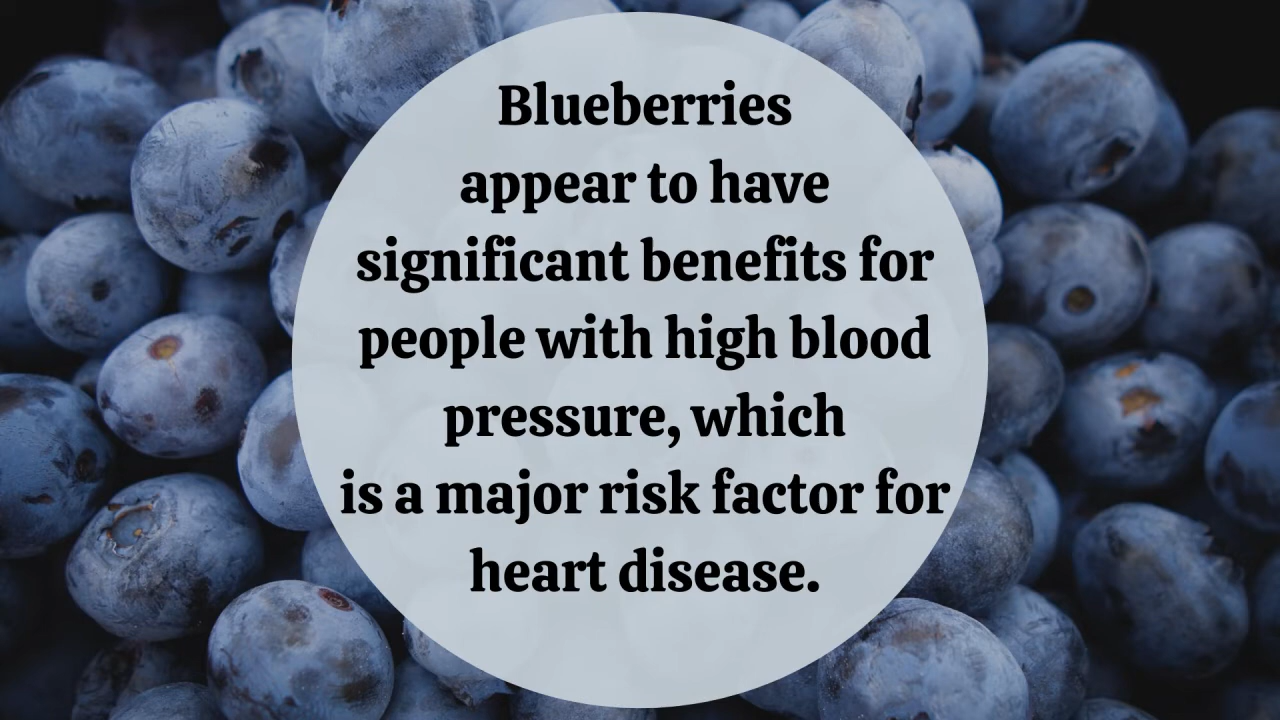 Blueberries
appear to have
significant benefits for
people with high blood
pressure, which
is a major risk factor for
heart disease.